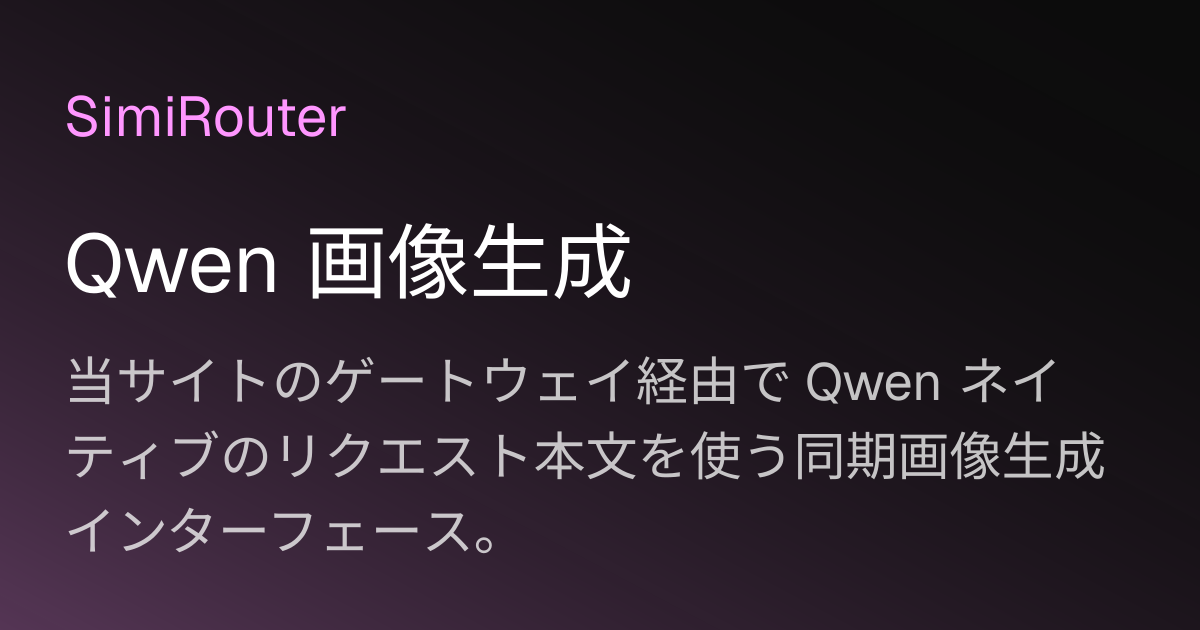 SimiRouter
Qwen 画像生成
当サイトのゲートウェイ経由で Qwen ネイ
ティブのリクエスト本文を使う同期画像生成
インターフェース。